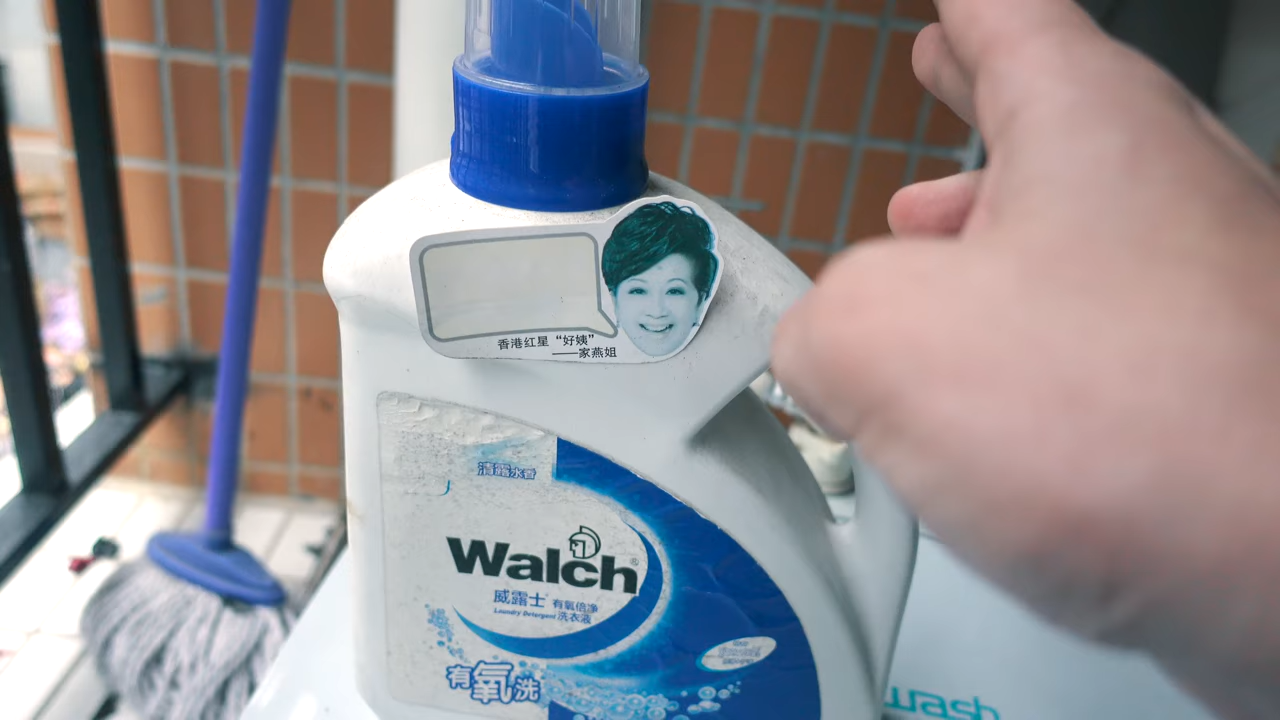 香港红星“好姨”
——家燕姐
清露水香
Walch®
威露士® 有氧倍净
Laundry Detergent 洗衣液
有氧洗
wash